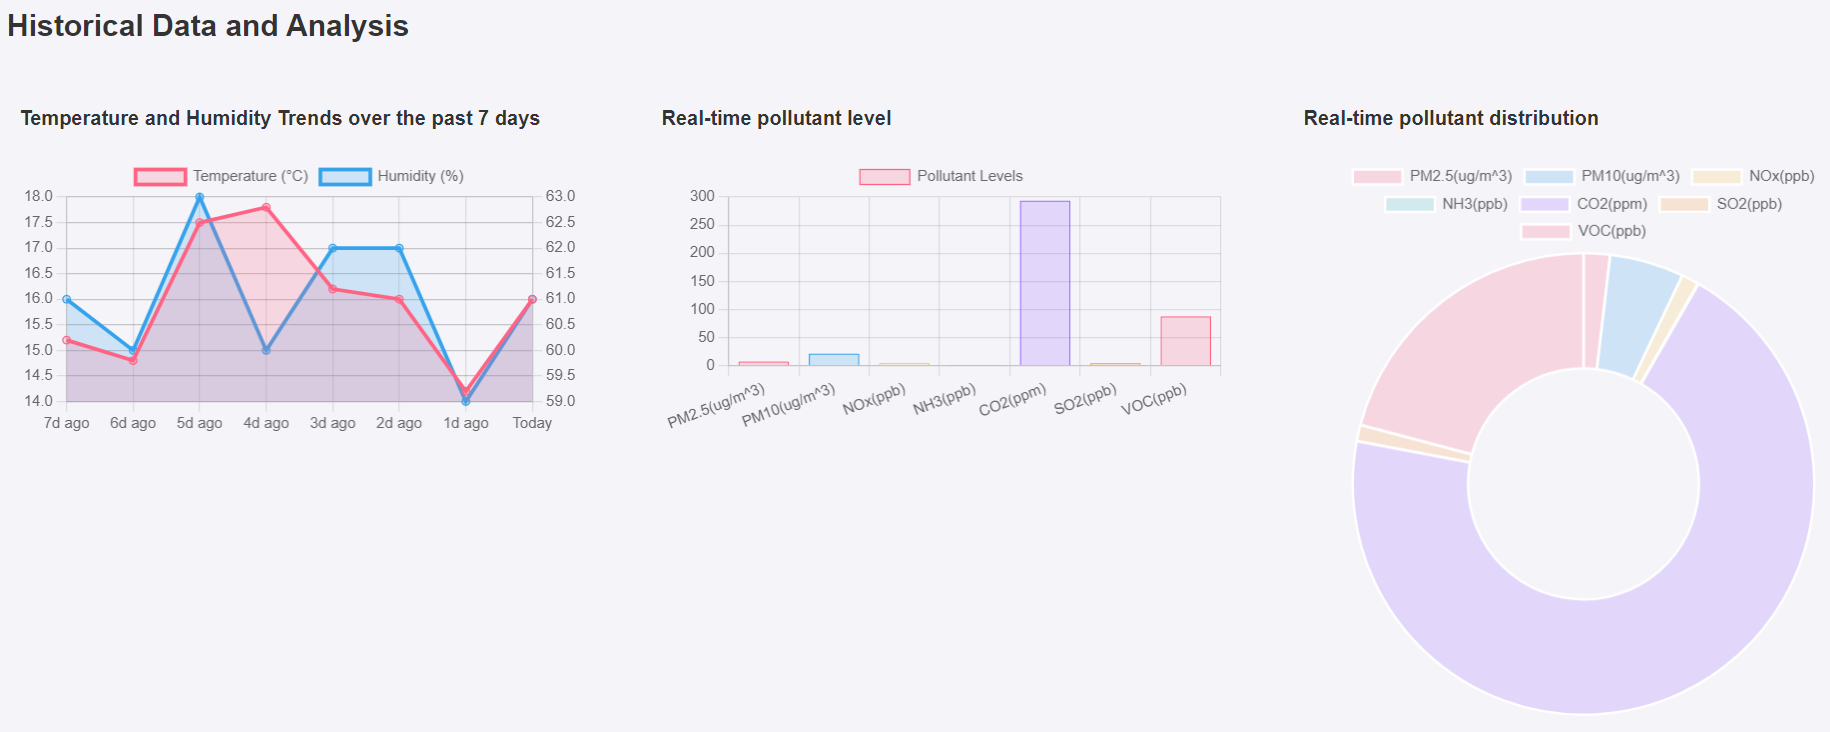 Historical Data and Analysis
Temperature and Humidity Trends over the past 7 days
Temperature (°C) Humidity (%)
18.0 63.0
17.5 62.5
17.0 62.0
16.5 61.5
16.0 61.0
15.5 60.5
15.0 60.0
14.5 59.5
14.0 59.0
7d ago 6d ago 5d ago 4d ago 3d ago 2d ago 1d ago Today
Real-time pollutant level
Pollutant Levels
300
250
200
150
100
50
0
PM2.5(ug/m^3) PM10(ug/m^3) NOx(ppb) NH3(ppb) CO2(ppm) SO2(ppb) VOC(ppb)
Real-time pollutant distribution
PM2.5(ug/m^3) PM10(ug/m^3) NOx(ppb)
NH3(ppb) CO2(ppm) SO2(ppb)
VOC(ppb)